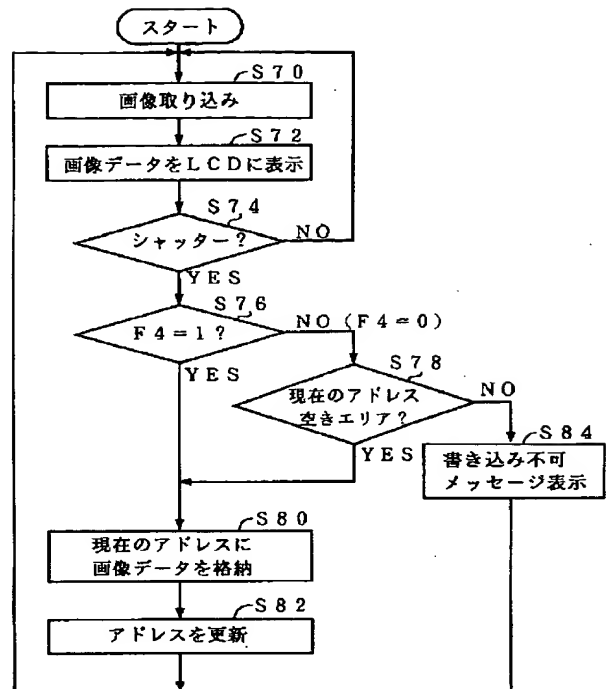 スタート
S70
画像取り込み
S72
画像データをLCDに表示
S74
シャッター?
NO
YES
S76
F4=1?
NO(F4=0)
YES
S78
現在のアドレス
空きエリア?
NO
YES
S84
書き込み不可
メッセージ表示
S80
現在のアドレスに
画像データを格納
S82
アドレスを更新